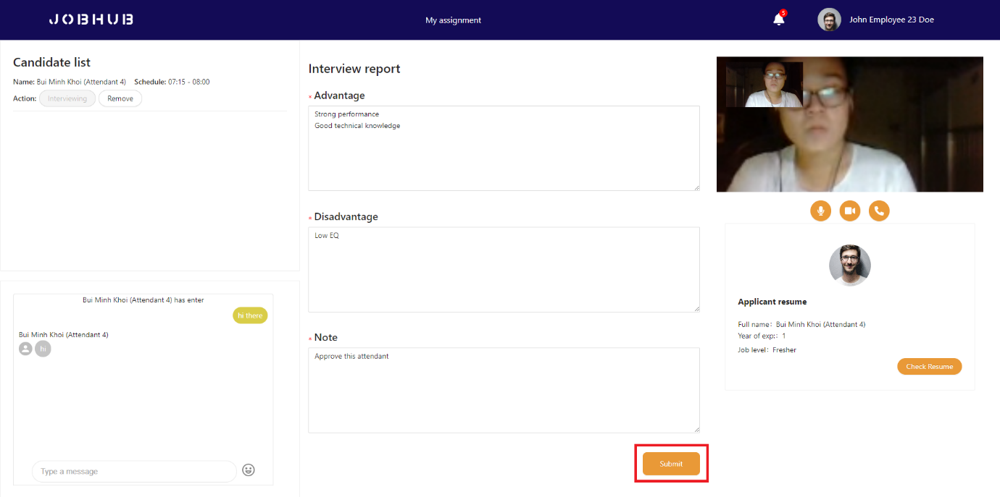 JOBHUB
My assignment
5
John Employee 23 Doe
Candidate list
Name: Bui Minh Khoi (Attendant 4) Schedule: 07:15 - 08:00
Action: Interviewing Remove
Bui Minh Khoi (Attendant 4) has enter
hi there
Bui Minh Khoi (Attendant 4)
hi
Type a message
Interview report
* Advantage
Strong performance
Good technical knowledge
* Disadvantage
Low EQ
* Note
Approve this attendant
Submit
Applicant resume
Full name: Bui Minh Khoi (Attendant 4)
Year of exp:: 1
Job level: Fresher
Check Resume